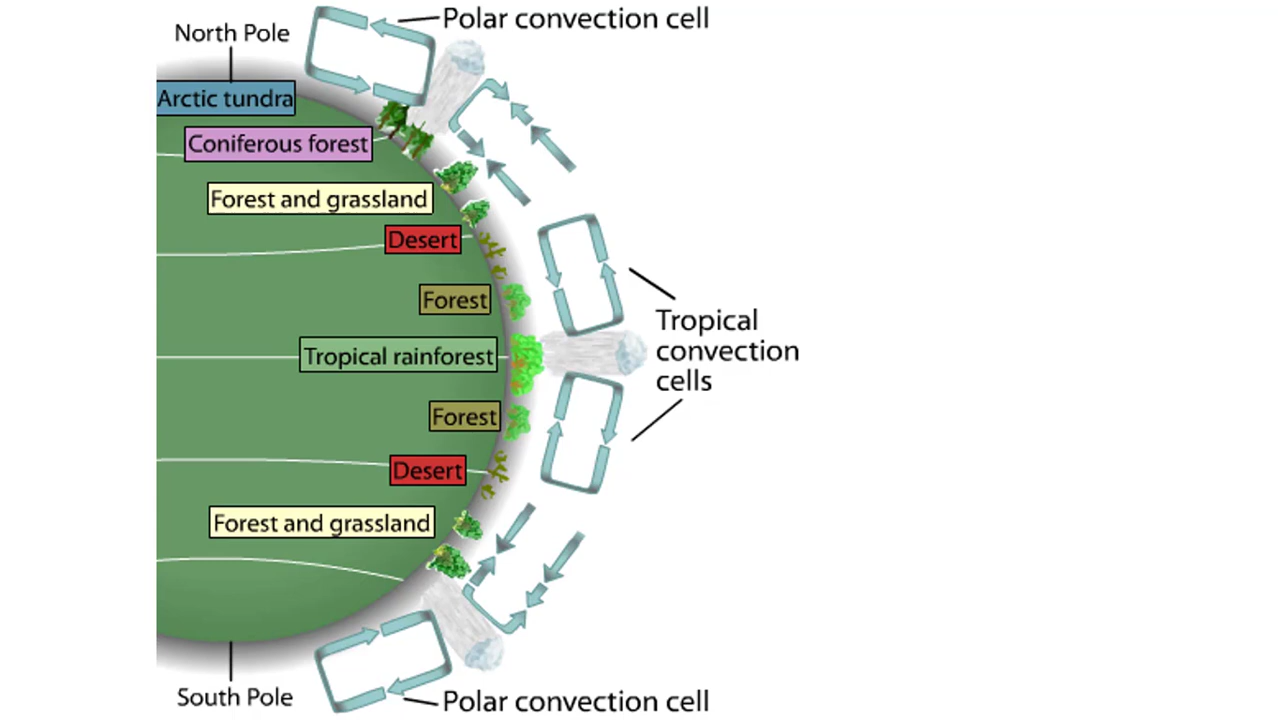 Polar convection cell
North Pole
Arctic tundra
Coniferous forest
Forest and grassland
Desert
Forest
Tropical
convection
cells
Tropical rainforest
Forest
Desert
Forest and grassland
South Pole
Polar convection cell